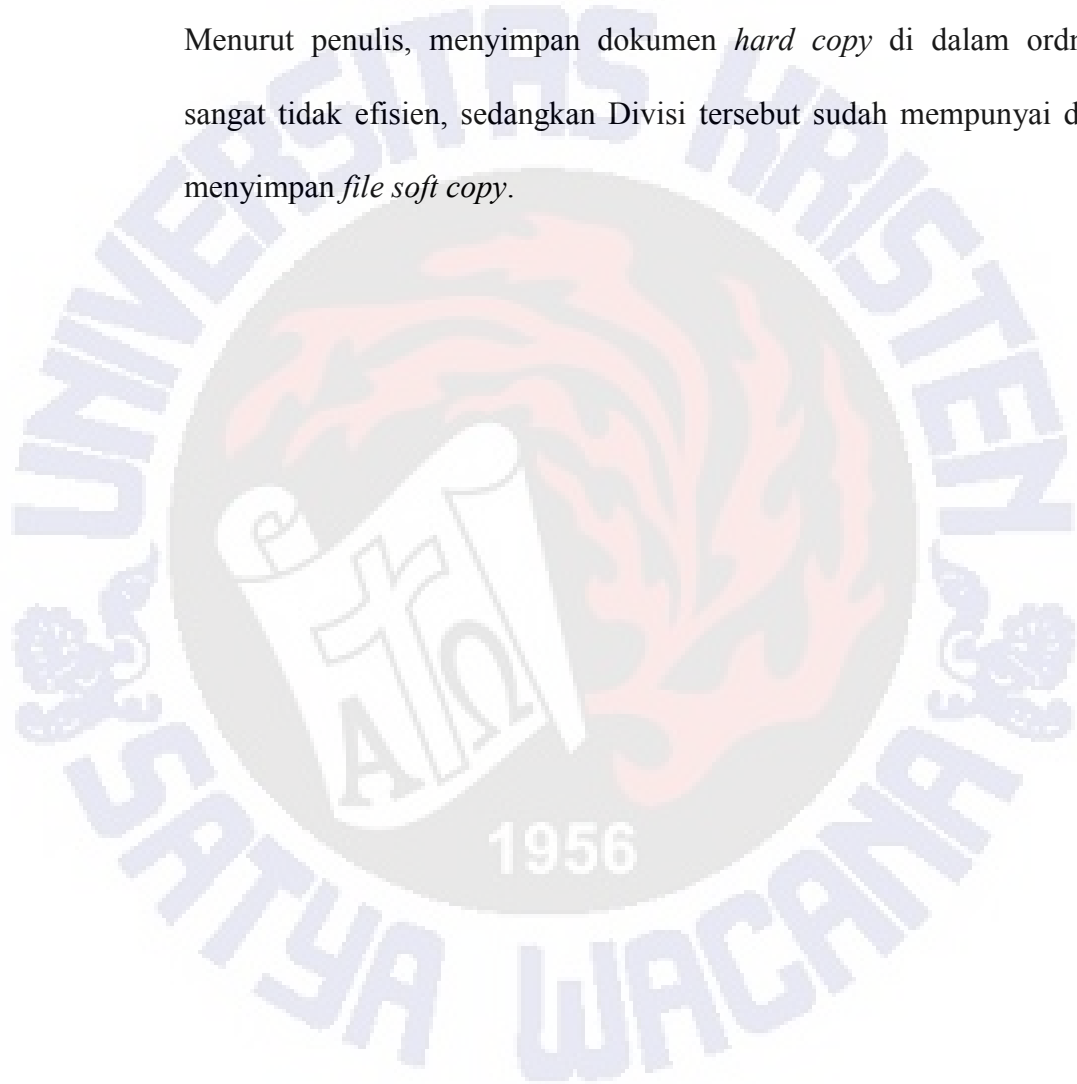 Menurut penulis, menyimpan dokumen hard copy di dalam
sangat tidak efisien, sedangkan Divisi tersebut sudah mempunyai
menyimpan file soft copy.
UNIVERSITAS KRISTEN
SATYA WACANA
Α Ω
1956